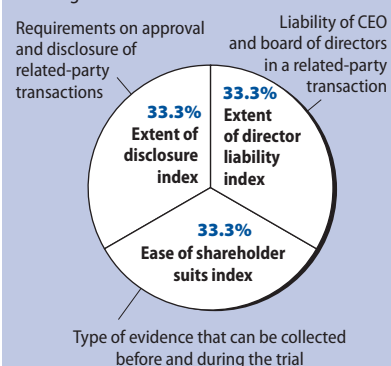 Requirements on approval
and disclosure of
related-party
transactions
Liability of CEO
and board of directors
in a related-party
transaction
33.3%
Extent of
disclosure
index
33.3%
Extent
of director
liability
index
33.3%
Ease of shareholder
suits index
Type of evidence that can be collected
before and during the trial